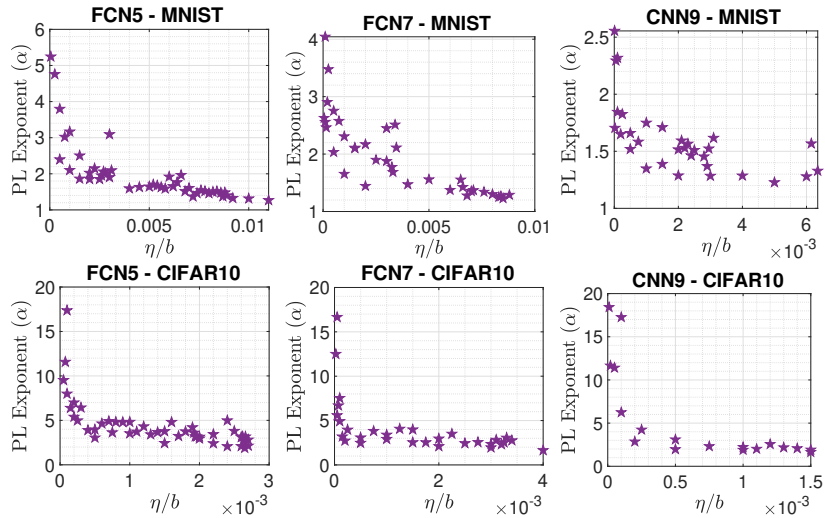 FCN5 - MNIST
PL Exponent (α)
6
5
4
3
2
1
0 0.005 0.01
η/b
FCN7 - MNIST
PL Exponent (α)
4
3
2
1
0 0.005 0.01
η/b
CNN9 - MNIST
PL Exponent (α)
2.5
2
1.5
1
0 2 4 6
η/b
×10⁻³
FCN5 - CIFAR10
PL Exponent (α)
20
15
10
5
0
0 1 2 3
η/b
×10⁻³
FCN7 - CIFAR10
PL Exponent (α)
20
15
10
5
0
0 1 2 3 4
η/b
×10⁻³
CNN9 - CIFAR10
PL Exponent (α)
20
15
10
5
0
0 0.5 1 1.5
η/b
×10⁻³